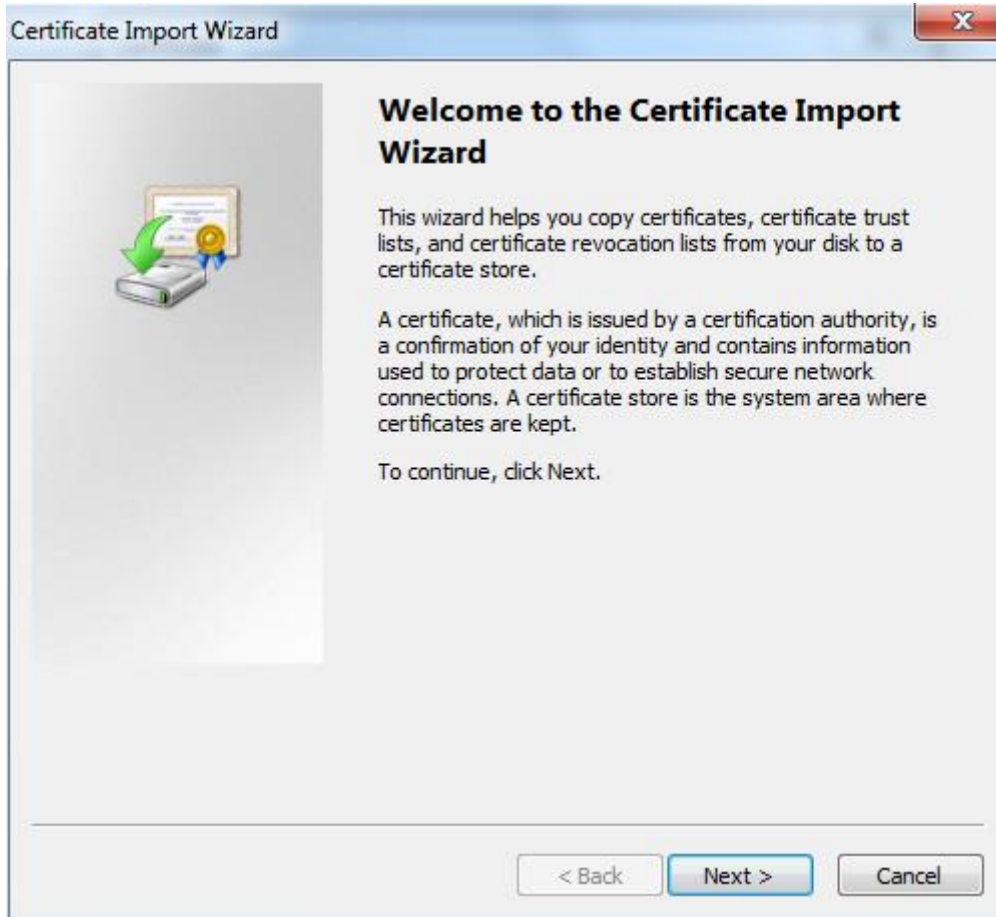 Certificate Import Wizard
Welcome to the Certificate Import
Wizard
This wizard helps you copy certificates, certificate trust
lists, and certificate revocation lists from your disk to a
certificate store.
A certificate, which is issued by a certification authority, is
a confirmation of your identity and contains information
used to protect data or to establish secure network
connections. A certificate store is the system area where
certificates are kept.
To continue, click Next.
< Back Next > Cancel